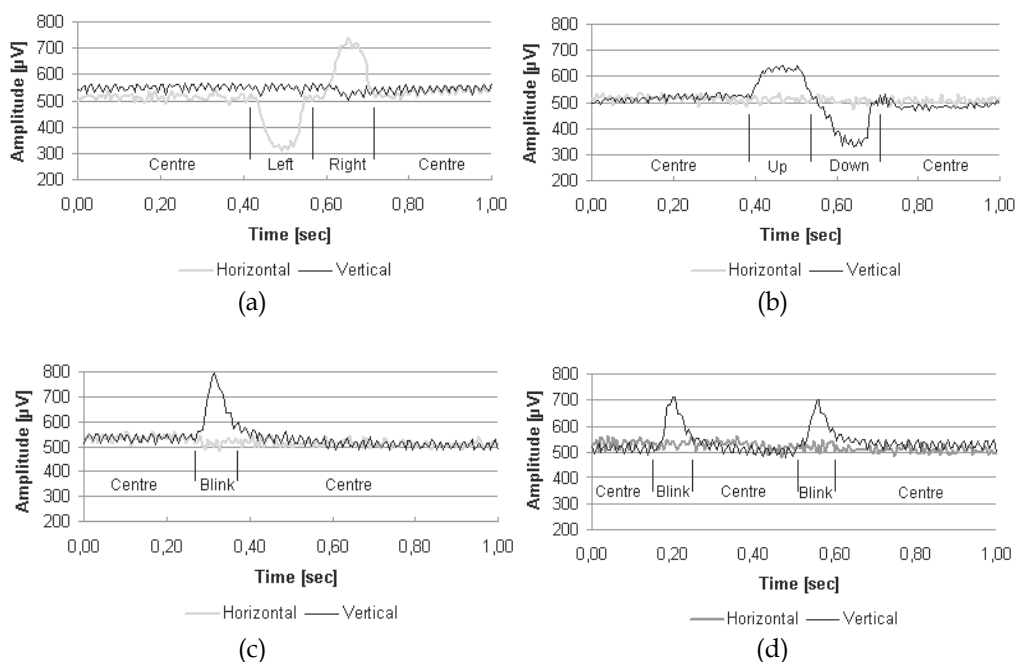 Amplitude [µV]
800
700
600
500
400
300
200
Centre Left Right Centre
0,00 0,20 0,40 0,60 0,80 1,00
Time [sec]
Horizontal Vertical
(a)
Amplitude [µV]
800
700
600
500
400
300
200
Centre Up Down Centre
0,00 0,20 0,40 0,60 0,80 1,00
Time [sec]
Horizontal Vertical
(b)
Amplitude [µV]
800
700
600
500
400
300
200
Centre Blink Centre
0,00 0,20 0,40 0,60 0,80 1,00
Time [sec]
Horizontal Vertical
(c)
Amplitude [µV]
800
700
600
500
400
300
200
Centre Blink Centre Blink Centre
0,00 0,20 0,40 0,60 0,80 1,00
Time [sec]
Horizontal Vertical
(d)